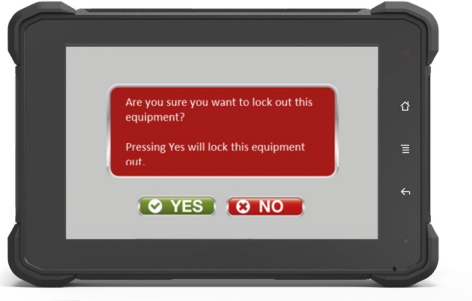 Are you sure you want to lock out this
equipment?
Pressing Yes will lock this equipment
out.
YES NO